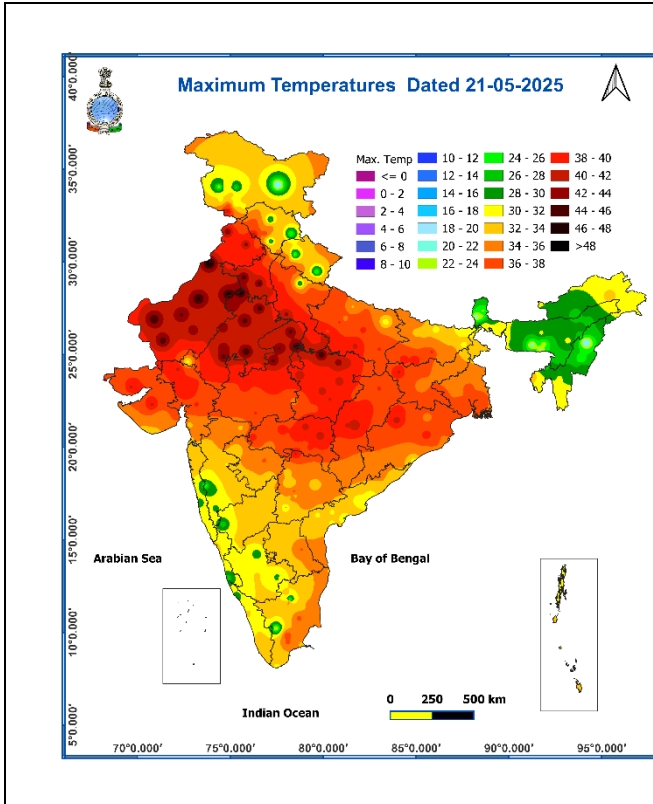 Maximum Temperatures Dated 21-05-2025
Max. Temp
<= 0
0 - 2
2 - 4
4 - 6
6 - 8
8 - 10
10 - 12
12 - 14
14 - 16
16 - 18
18 - 20
20 - 22
22 - 24
24 - 26
26 - 28
28 - 30
30 - 32
32 - 34
34 - 36
36 - 38
38 - 40
40 - 42
42 - 44
44 - 46
46 - 48
>48
40°0.000'
35°0.000'
30°0.000'
25°0.000'
20°0.000'
15°0.000'
10°0.000'
5°0.000'
Arabian Sea
Bay of Bengal
Indian Ocean
0 250 500 km
70°0.000' 75°0.000' 80°0.000' 85°0.000' 90°0.000' 95°0.000'